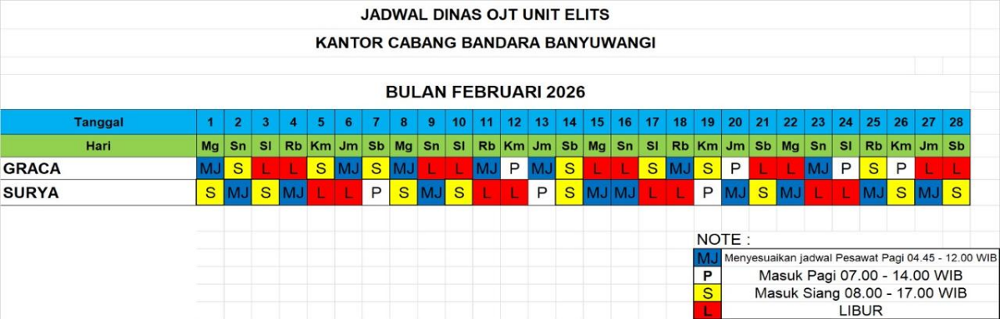 JADWAL DINAS OJT UNIT ELITS
KANTOR CABANG BANDARA BANYUWANGI
BULAN FEBRUARI 2026
Tanggal 1 2 3 4 5 6 7 8 9 10 11 12 13 14 15 16 17 18 19 20 21 22 23 24 25 26 27 28
Hari Mg Sn Sl Rb Km Jm Sb Mg Sn Sl Rb Km Jm Sb Mg Sn Sl Rb Km Jm Sb Mg Sn Sl Rb Km Jm Sb
GRACA MJ S L L S MJ S MJ L L MJ P MJ S L L S MJ S P L L MJ P S P L L
SURYA S MJ S MJ L L P S MJ S L L P S MJ MJ L L P MJ S MJ L L MJ S MJ S
NOTE :
MJ Menyesuaikan jadwal Pesawat Pagi 04.45 - 12.00 WIB
P Masuk Pagi 07.00 - 14.00 WIB
S Masuk Siang 08.00 - 17.00 WIB
L LIBUR